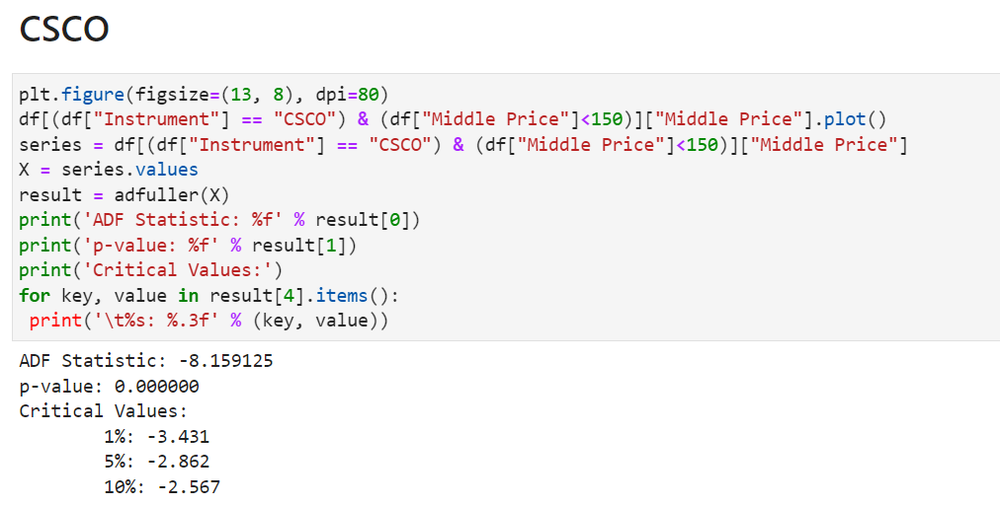 CSCO
plt.figure(figsize=(13, 8), dpi=80)
df[(df["Instrument"] == "CSCO") & (df["Middle Price"]<150)]["Middle Price"].plot()
series = df[(df["Instrument"] == "CSCO") & (df["Middle Price"]<150)]["Middle Price"]
X = series.values
result = adfuller(X)
print('ADF Statistic: %f' % result[0])
print('p-value: %f' % result[1])
print('Critical Values:')
for key, value in result[4].items():
 print('\t%s: %.3f' % (key, value))
ADF Statistic: -8.159125
p-value: 0.000000
Critical Values:
	1%: -3.431
	5%: -2.862
	10%: -2.567